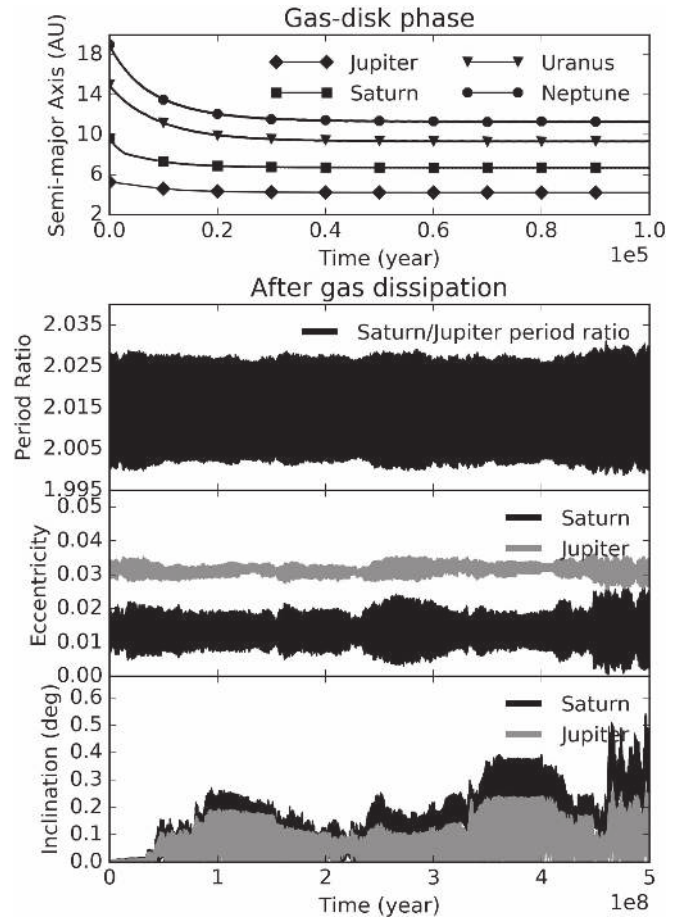 Gas-disk phase
Semi-major Axis (AU)
18
14
10
6
2
Jupiter
Saturn
Uranus
Neptune
0.0 0.2 0.4 0.6 0.8 1.0
Time (year)
1e5
After gas dissipation
Period Ratio
2.035
2.025
2.015
2.005
1.995
Saturn/Jupiter period ratio
Eccentricity
0.05
0.04
0.03
0.02
0.01
0.00
Saturn
Jupiter
Inclination (deg)
0.6
0.5
0.4
0.3
0.2
0.1
0.0
Saturn
Jupiter
0 1 2 3 4 5
Time (year)
1e8